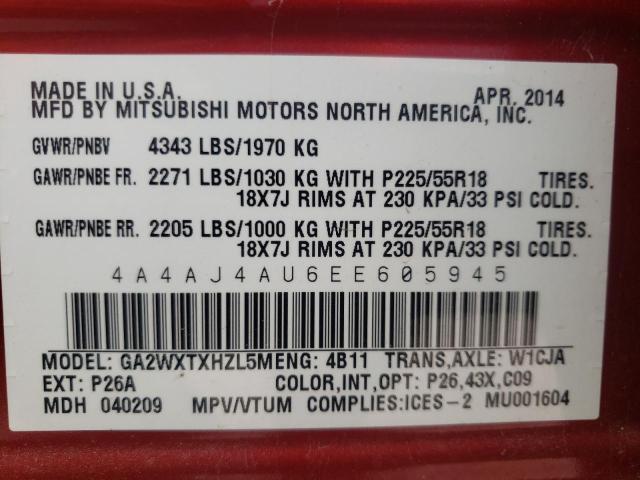 MADE IN U.S.A. APR. 2014
MFD BY MITSUBISHI MOTORS NORTH AMERICA, INC.
GVWR/PNBV 4343 LBS/1970 KG
GAWR/PNBE FR. 2271 LBS/1030 KG WITH P225/55R18 TIRES.
18X7J RIMS AT 230 KPA/33 PSI COLD.
GAWR/PNBE RR. 2205 LBS/1000 KG WITH P225/55R18 TIRES.
18X7J RIMS AT 230 KPA/33 PSI COLD.
4A4AJ4AU6EE605945
MODEL: GA2WXTXHZL5MENG: 4B11 TRANS,AXLE: W1CJA
EXT: P26A COLOR,INT,OPT: P26,43X,C09
MDH 040209 MPV/VTUM COMPLIES:ICES-2 MU001604